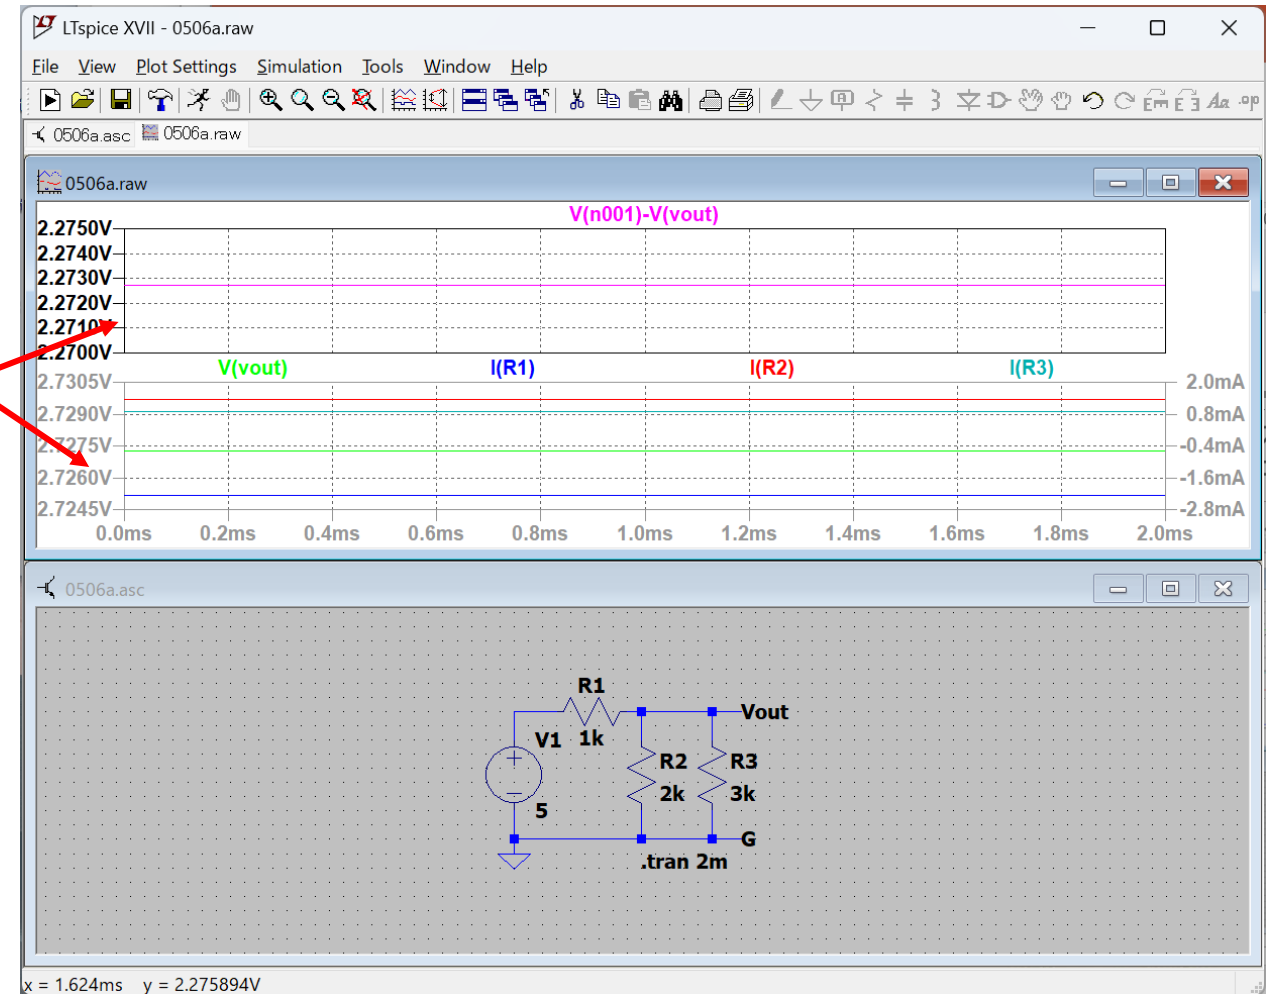 LTspice XVII - 0506a.raw
File View Plot Settings Simulation Tools Window Help
0506a.asc 0506a.raw
0506a.raw
V(n001)-V(vout)
2.2750V
2.2740V
2.2730V
2.2720V
2.2710V
2.2700V
V(vout) I(R1) I(R2) I(R3)
2.7305V 2.0mA
2.7290V 0.8mA
2.7275V -0.4mA
2.7260V -1.6mA
2.7245V -2.8mA
0.0ms 0.2ms 0.4ms 0.6ms 0.8ms 1.0ms 1.2ms 1.4ms 1.6ms 1.8ms 2.0ms
0506a.asc
R1
Vout
V1 1k
R2 R3
2k 3k
5
G
.tran 2m
x = 1.624ms y = 2.275894V